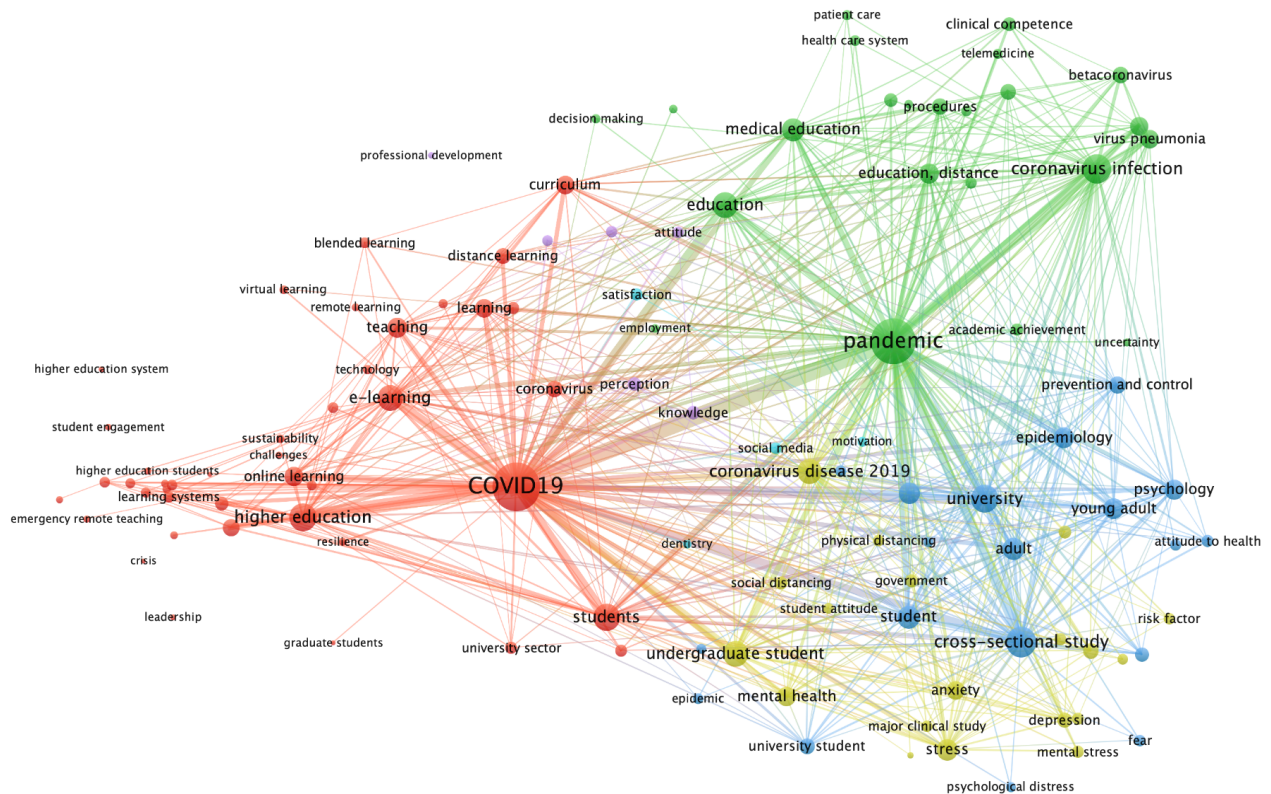 patient care
clinical competence
health care system
telemedicine
betacoronavirus
procedures
decision making
medical education
virus pneumonia
professional development
coronavirus infection
education, distance
curriculum
education
attitude
blended learning
distance learning
virtual learning
satisfaction
remote learning
learning
teaching
employment
academic achievement
pandemic
uncertainty
higher education system
technology
perception
prevention and control
coronavirus
e-learning
knowledge
student engagement
sustainability
epidemiology
motivation
social media
challenges
higher education students
coronavirus disease 2019
online learning
COVID19
psychology
learning systems
university
young adult
emergency remote teaching
higher education
resilience
dentistry
physical distancing
attitude to health
adult
crisis
social distancing
government
student attitude
leadership
students
student
risk factor
graduate students
university sector
cross-sectional study
undergraduate student
anxiety
mental health
epidemic
depression
major clinical study
fear
university student
stress
mental stress
psychological distress